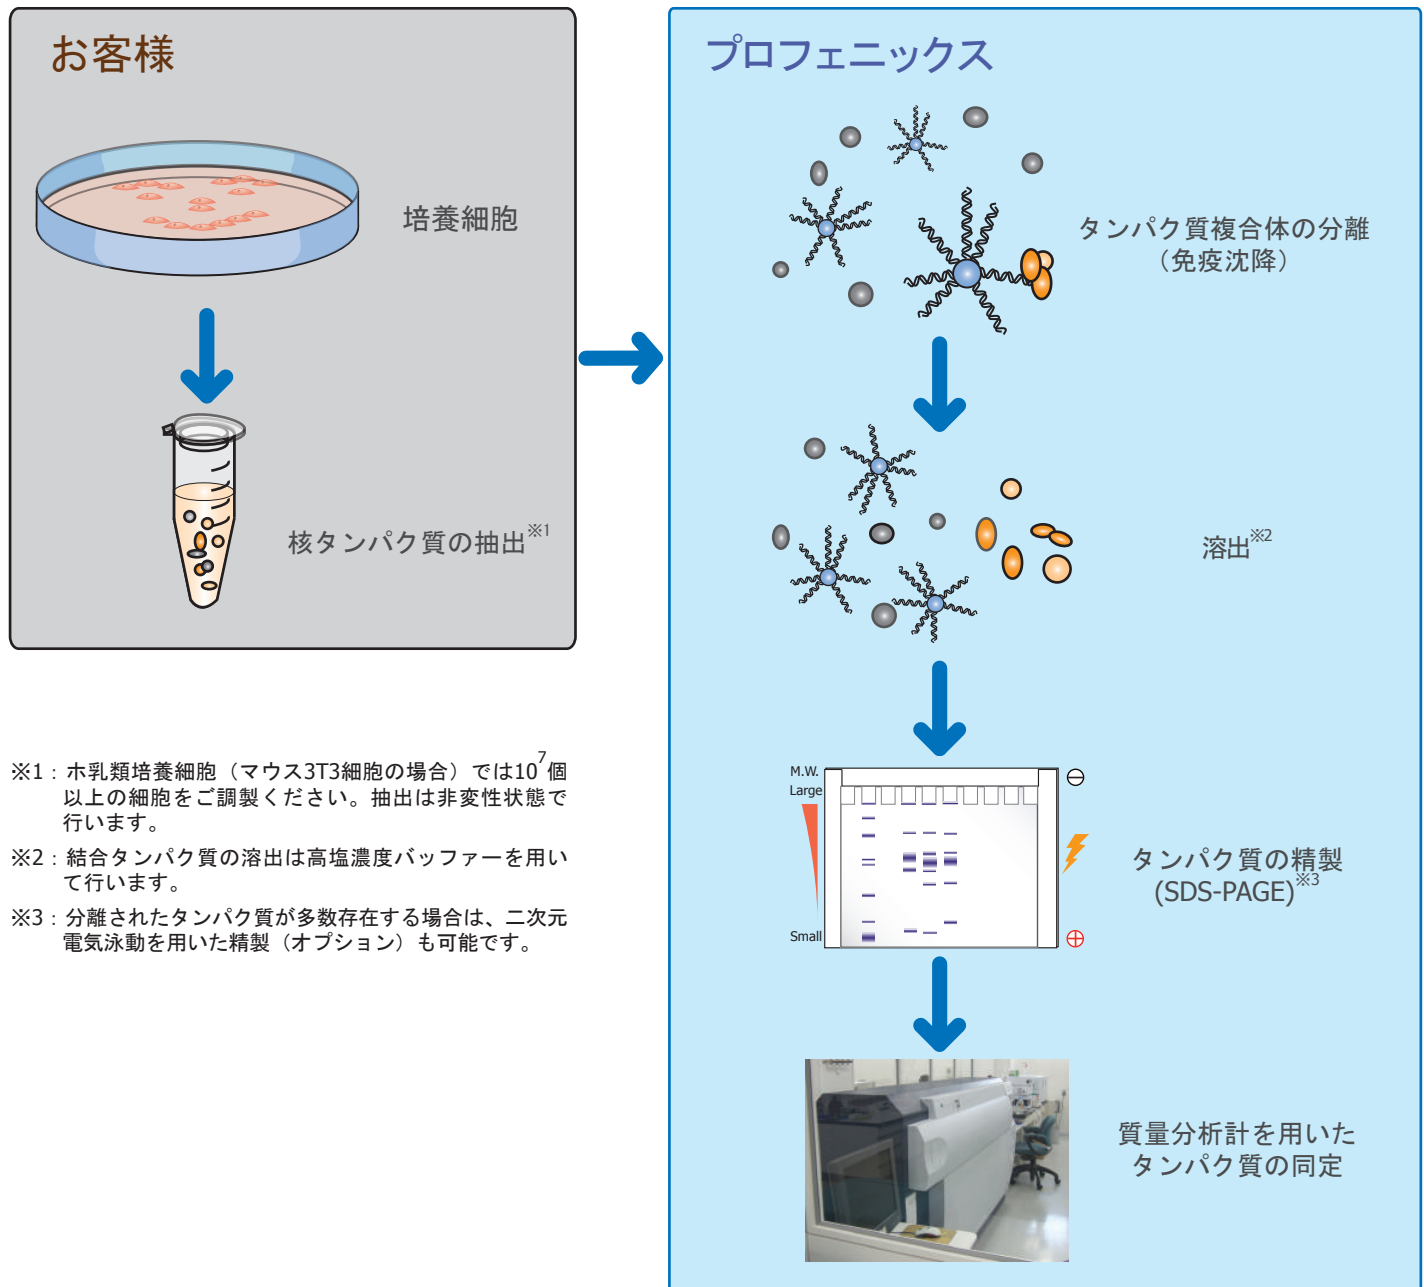 お客様
培養細胞
核タンパク質の抽出※1
※1：ホ乳類培養細胞（マウス3T3細胞の場合）では10⁷個
以上の細胞をご調製ください。抽出は非変性状態で
行います。
※2：結合タンパク質の溶出は高塩濃度バッファーを用い
て行います。
※3：分離されたタンパク質が多数存在する場合は、二次元
電気泳動を用いた精製（オプション）も可能です。
プロフェニックス
タンパク質複合体の分離
（免疫沈降）
溶出※2
M.W.
Large
Small
⊖
⊕
タンパク質の精製
(SDS-PAGE)※3
質量分析計を用いた
タンパク質の同定